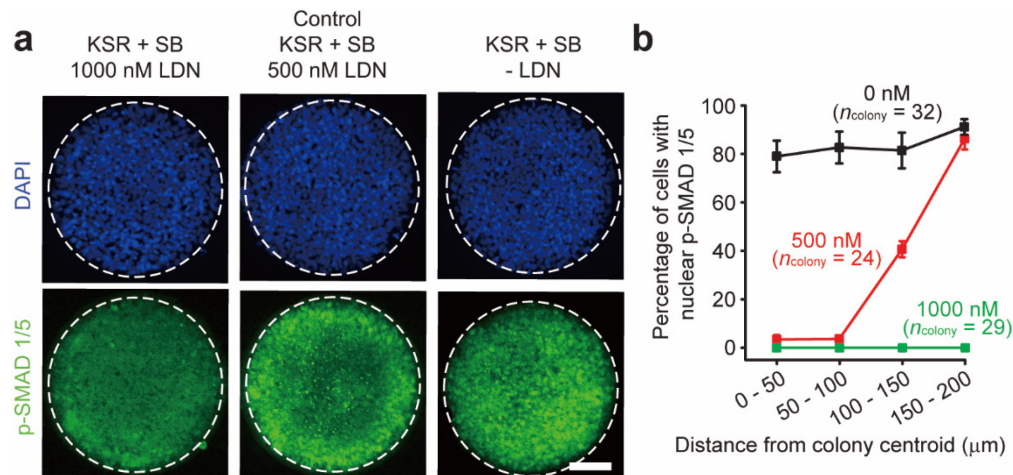 a
KSR + SB
1000 nM LDN
Control
KSR + SB
500 nM LDN
KSR + SB
- LDN
DAPI
p-SMAD 1/5
b
Percentage of cells with
nuclear p-SMAD 1/5
100
80
60
40
20
0
0 nM
(ncolony = 32)
500 nM
(ncolony = 24)
1000 nM
(ncolony = 29)
0 - 50
50 - 100
100 - 150
150 - 200
Distance from colony centroid (μm)